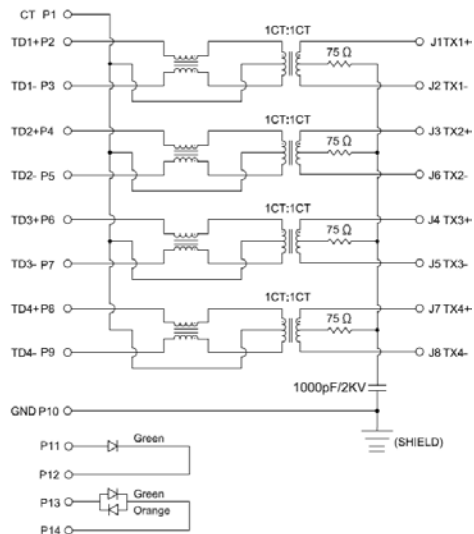 CT P1
1CT:1CT
TD1+P2
J1TX1+
75 Ω
TD1- P3
J2 TX1-
1CT:1CT
TD2+P4
J3 TX2+
75 Ω
TD2- P5
J6 TX2-
1CT:1CT
TD3+P6
J4 TX3+
75 Ω
TD3- P7
J5 TX3-
1CT:1CT
TD4+P8
J7 TX4+
75 Ω
TD4- P9
J8 TX4-
1000pF/2KV
GND P10
(SHIELD)
P11
Green
P12
P13
Green
Orange
P14